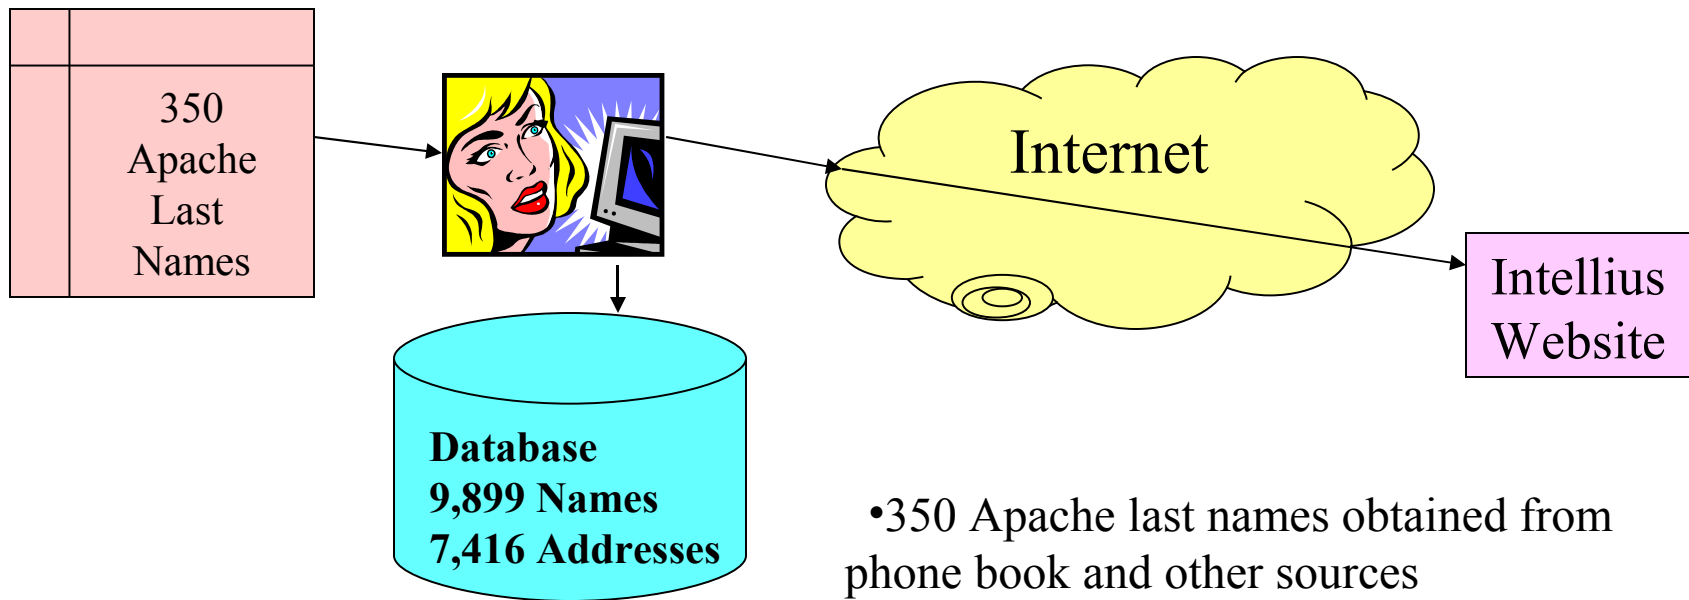 350
Apache
Last
Names
Internet
Intellius
Website
Database
9,899 Names
7,416 Addresses
•350 Apache last names obtained from
phone book and other sources